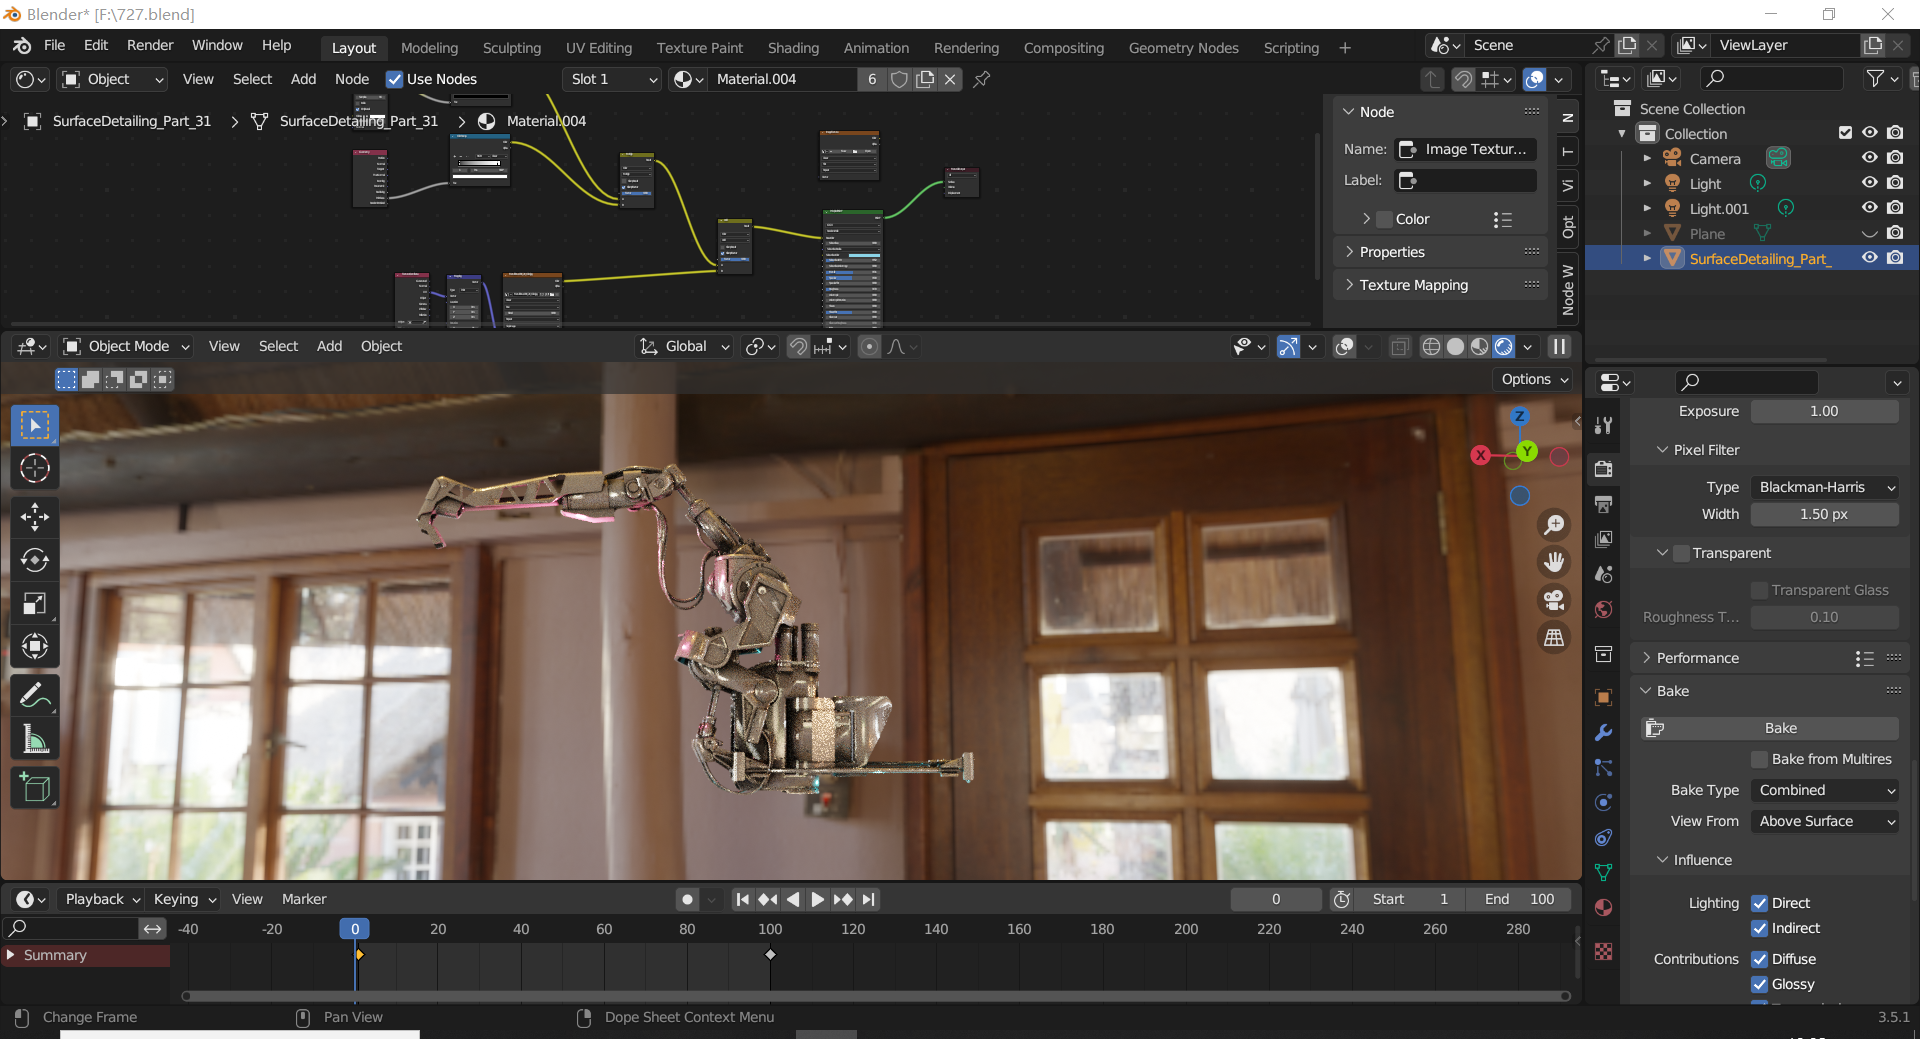 Blender* [F:\727.blend]
File Edit Render Window Help Layout Modeling Sculpting UV Editing Texture Paint Shading Animation Rendering Compositing Geometry Nodes Scripting + Scene ViewLayer
Object View Select Add Node Use Nodes Slot 1 Material.004 6
SurfaceDetailing_Part_31 > SurfaceDetailing_Part_31 > Material.004
Node
Name: Image Textur...
Label:
Color
Properties
Texture Mapping
N
T
Vi
Opt
Node W
Scene Collection
Collection
Camera
Light
Light.001
Plane
SurfaceDetailing_Part_
Object Mode View Select Add Object Global
Options
Z
X
Y
Exposure 1.00
Pixel Filter
Type Blackman-Harris
Width 1.50 px
Transparent
Transparent Glass
Roughness T... 0.10
Performance
Bake
Bake
Bake from Multires
Bake Type Combined
View From Above Surface
Influence
Lighting Direct
Indirect
Contributions Diffuse
Glossy
Playback Keying View Marker 0 Start 1 End 100
-40 -20 0 20 40 60 80 100 120 140 160 180 200 220 240 260 280
Summary
Change Frame Pan View Dope Sheet Context Menu 3.5.1